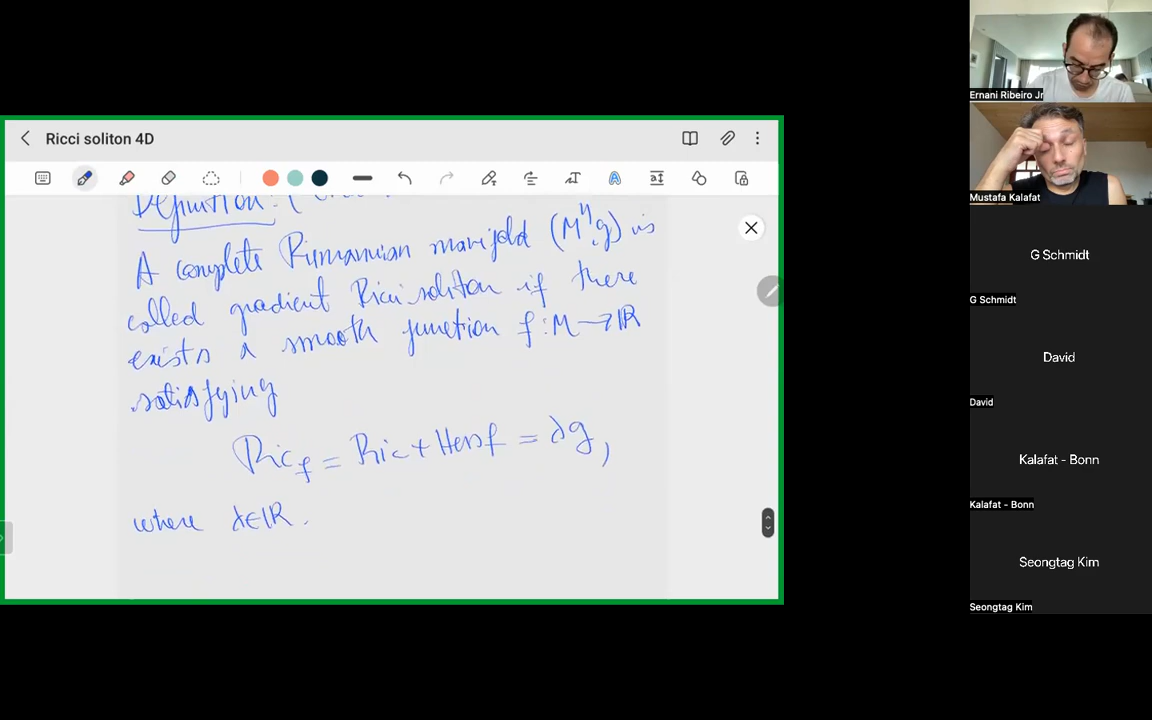 Ricci soliton 4D
Definition:
A complete Riemannian manifold (Mⁿ, g) is
called gradient Ricci soliton if there
exists a smooth function f : M → ℝ
satisfying
Ric_f = Ric + Hess f = λg,
where λ ∈ ℝ.
Ernani Ribeiro Jr
Mustafa Kalafat
G Schmidt
G Schmidt
David
David
Kalafat - Bonn
Kalafat - Bonn
Seongtag Kim
Seongtag Kim